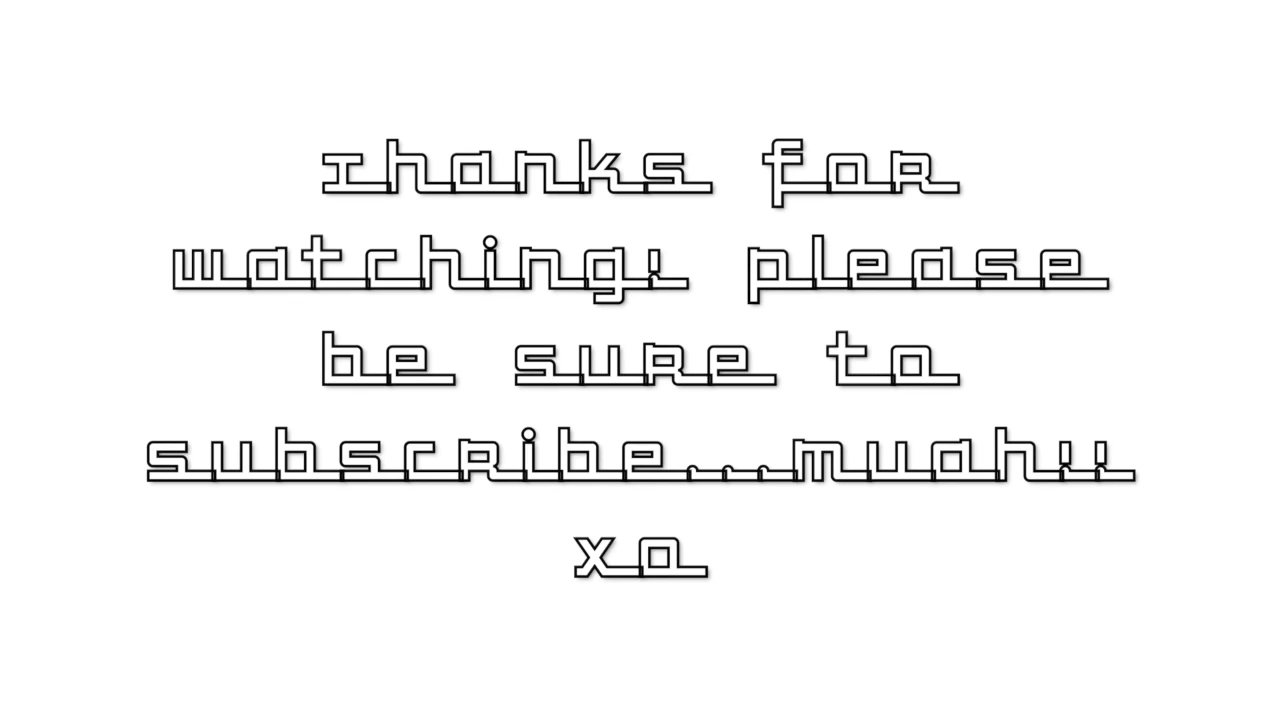 Thanks for
watching! please
be sure to
subscribe...muah!!
xo